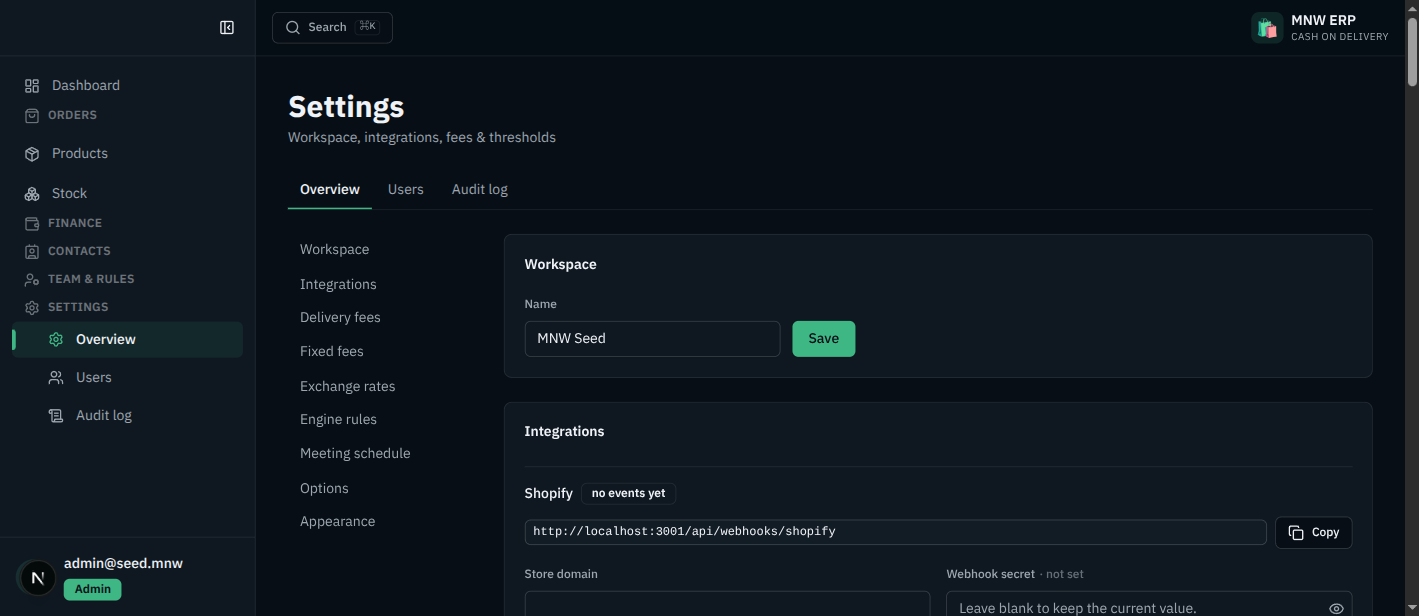 Search ⌘K
MNW ERP
CASH ON DELIVERY
Dashboard
ORDERS
Products
Stock
FINANCE
CONTACTS
TEAM & RULES
SETTINGS
Overview
Users
Audit log
N
admin@seed.mnw
Admin
Settings
Workspace, integrations, fees & thresholds
Overview Users Audit log
Workspace
Integrations
Delivery fees
Fixed fees
Exchange rates
Engine rules
Meeting schedule
Options
Appearance
Workspace
Name
MNW Seed Save
Integrations
Shopify no events yet
http://localhost:3001/api/webhooks/shopify Copy
Store domain Webhook secret · not set
Leave blank to keep the current value.